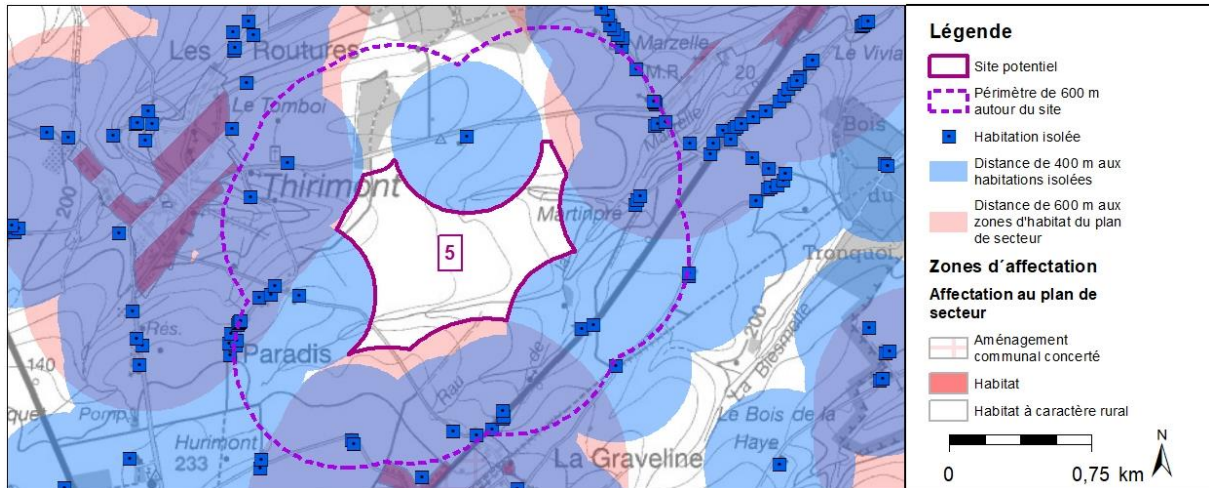 Les Routures
Marzelle
Le Vivia
M.R.
20
Le Tombol
Marzelle
Bois
200
Thirimont
du
Martinpré
5
Tronquoi
Rés.
Paradis
140
Rau de
200
La Biesmelle
quet
Pomp.
Hurimont
233
Le Bois de la
Haye
La Graveline
Légende
Site potentiel
Périmètre de 600 m
autour du site
Habitation isolée
Distance de 400 m aux
habitations isolées
Distance de 600 m aux
zones d'habitat du plan
de secteur
Zones d´affectation
Affectation au plan de
secteur
Aménagement
communal concerté
Habitat
Habitat à caractère rural
N
0 0,75 km